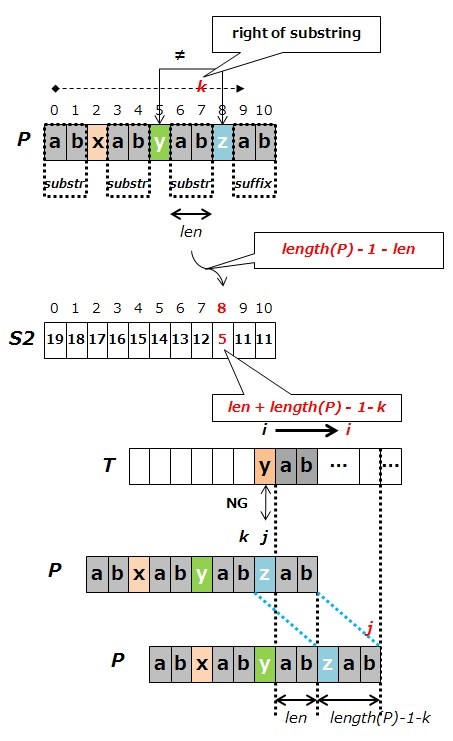 right of substring
≠
k
0 1 2 3 4 5 6 7 8 9 10
P a b x a b y a b z a b
substr substr substr suffix
len
length(P) - 1 - len
0 1 2 3 4 5 6 7 8 9 10
S2 19 18 17 16 15 14 13 12 5 11 11
len + length(P) - 1 - k
i i
T y a b ... ...
NG
k j
P a b x a b y a b z a b
j
P a b x a b y a b z a b
len length(P)-1-k